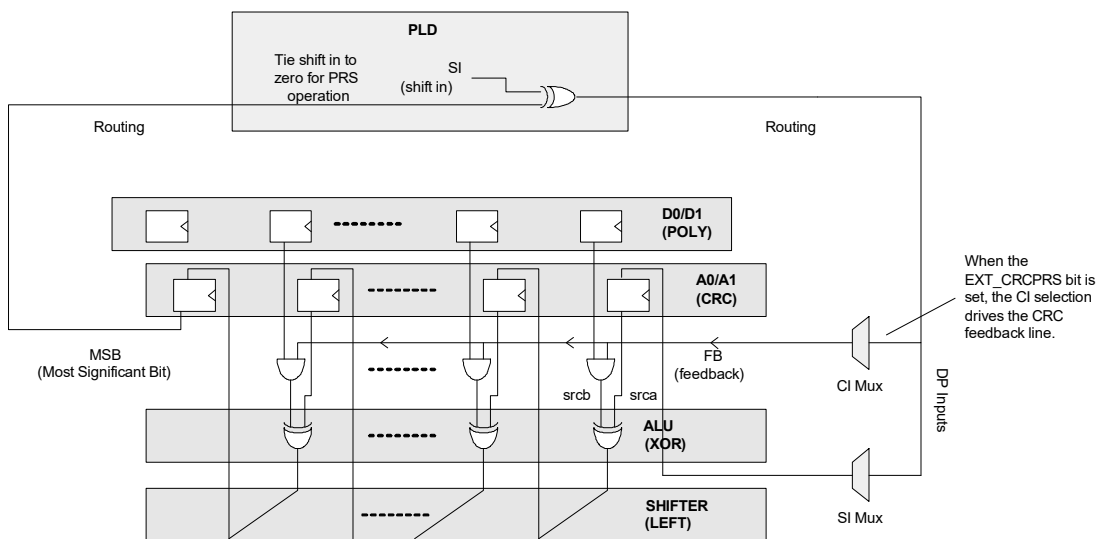 PLD
Tie shift in to
zero for PRS
operation
SI
(shift in)
Routing
Routing
D0/D1
(POLY)
A0/A1
(CRC)
When the
EXT_CRCPRS bit is
set, the CI selection
drives the CRC
feedback line.
MSB
(Most Significant Bit)
FB
(feedback)
CI Mux
DP Inputs
srcb
srca
ALU
(XOR)
SHIFTER
(LEFT)
SI Mux